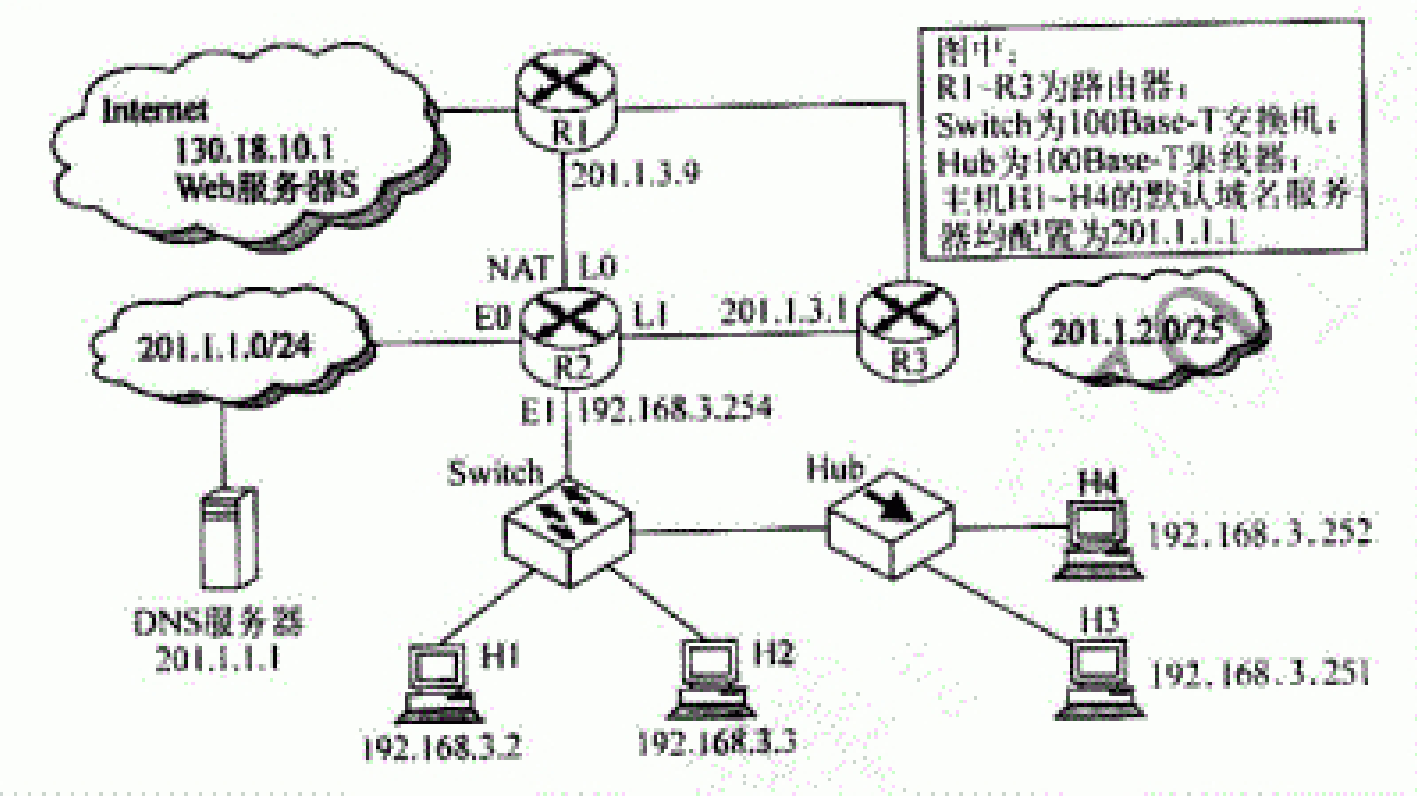 Internet
130.18.10.1
Web服务器S
R1
201.1.3.9
图中:
R1~R3为路由器;
Switch为100Base-T交换机;
Hub为100Base-T集线器;
主机H1~H4的默认域名服务
器均配置为201.1.1.1
NAT L0
E0
L1
201.1.3.1
R2
R3
201.1.1.0/24
201.1.2.0/25
E1
192.168.3.254
Switch
Hub
H4
192.168.3.252
DNS服务器
201.1.1.1
H1
192.168.3.2
H2
192.168.3.3
H3
192.168.3.251